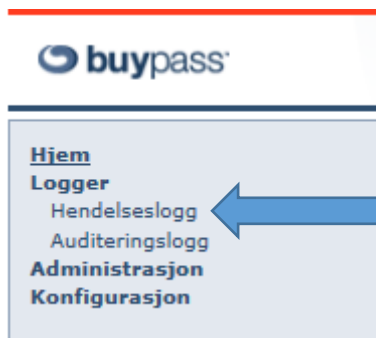 buypass
Hjem
Logger
Hendelseslogg
Auditeringslogg
Administrasjon
Konfigurasjon